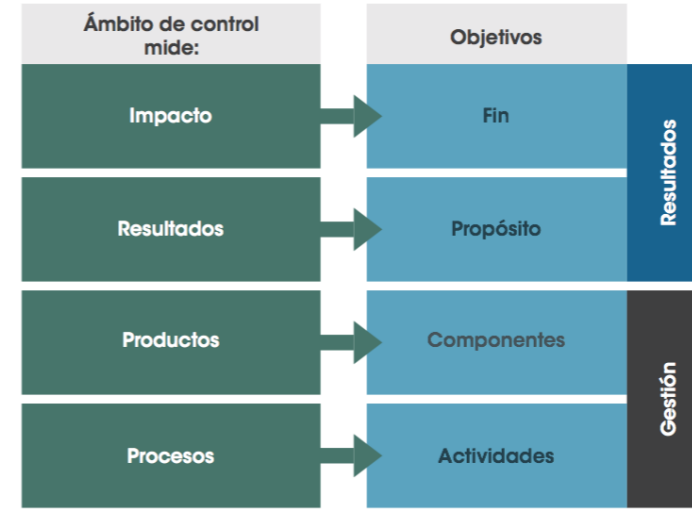 Ámbito de control
mide:
Objetivos
Impacto
Fin
Resultados
Propósito
Resultados
Productos
Componentes
Procesos
Actividades
Gestión